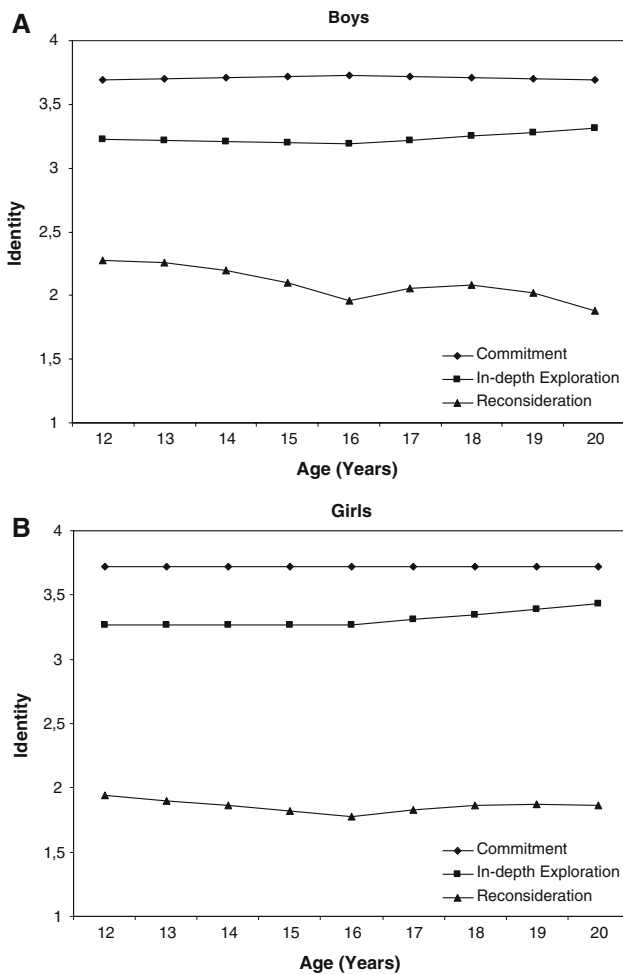 A
Boys
4
3,5
3
2,5
2
1,5
1
Identity
Commitment
In-depth Exploration
Reconsideration
12 13 14 15 16 17 18 19 20
Age (Years)
B
Girls
4
3,5
3
2,5
2
1,5
1
Identity
Commitment
In-depth Exploration
Reconsideration
12 13 14 15 16 17 18 19 20
Age (Years)